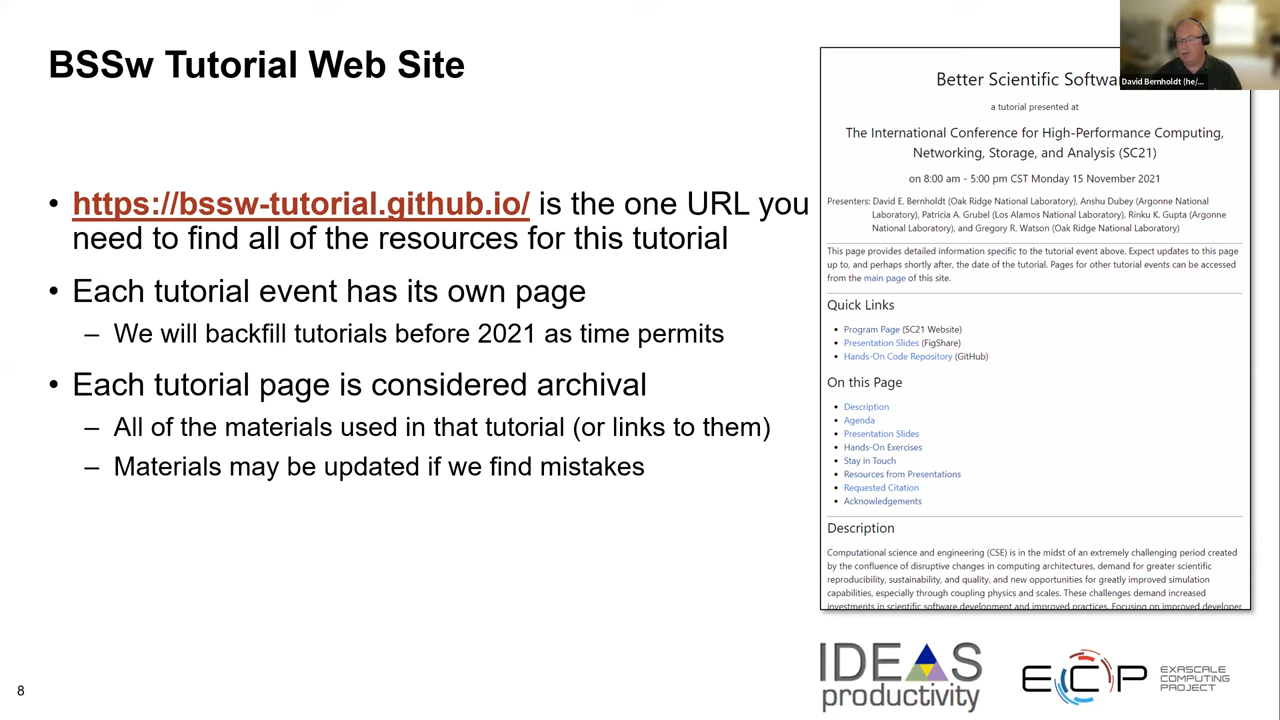 BSSw Tutorial Web Site
• https://bssw-tutorial.github.io/ is the one URL you
need to find all of the resources for this tutorial
• Each tutorial event has its own page
– We will backfill tutorials before 2021 as time permits
• Each tutorial page is considered archival
– All of the materials used in that tutorial (or links to them)
– Materials may be updated if we find mistakes
Better Scientific Softwa
a tutorial presented at
The International Conference for High-Performance Computing,
Networking, Storage, and Analysis (SC21)
on 8:00 am - 5:00 pm CST Monday 15 November 2021
Presenters: David E. Bernholdt (Oak Ridge National Laboratory), Anshu Dubey (Argonne National
Laboratory), Patricia A. Grubel (Los Alamos National Laboratory), Rinku K. Gupta (Argonne
National Laboratory), and Gregory R. Watson (Oak Ridge National Laboratory)
This page provides detailed information specific to the tutorial event above. Expect updates to this page
up to, and perhaps shortly after, the date of the tutorial. Pages for other tutorial events can be accessed
from the main page of this site.
Quick Links
• Program Page (SC21 Website)
• Presentation Slides (FigShare)
• Hands-On Code Repository (GitHub)
On this Page
• Description
• Agenda
• Presentation Slides
• Hands-On Exercises
• Stay in Touch
• Resources from Presentations
• Requested Citation
• Acknowledgements
Description
Computational science and engineering (CSE) is in the midst of an extremely challenging period created
by the confluence of disruptive changes in computing architectures, demand for greater scientific
reproducibility, sustainability, and quality, and new opportunities for greatly improved simulation
capabilities, especially through coupling physics and scales. These challenges demand increased
investments in scientific software development and improved practices. Focusing on improved developer
David Bernholdt (he/...
IDEAS
productivity
ECP
EXASCALE
COMPUTING
PROJECT
8